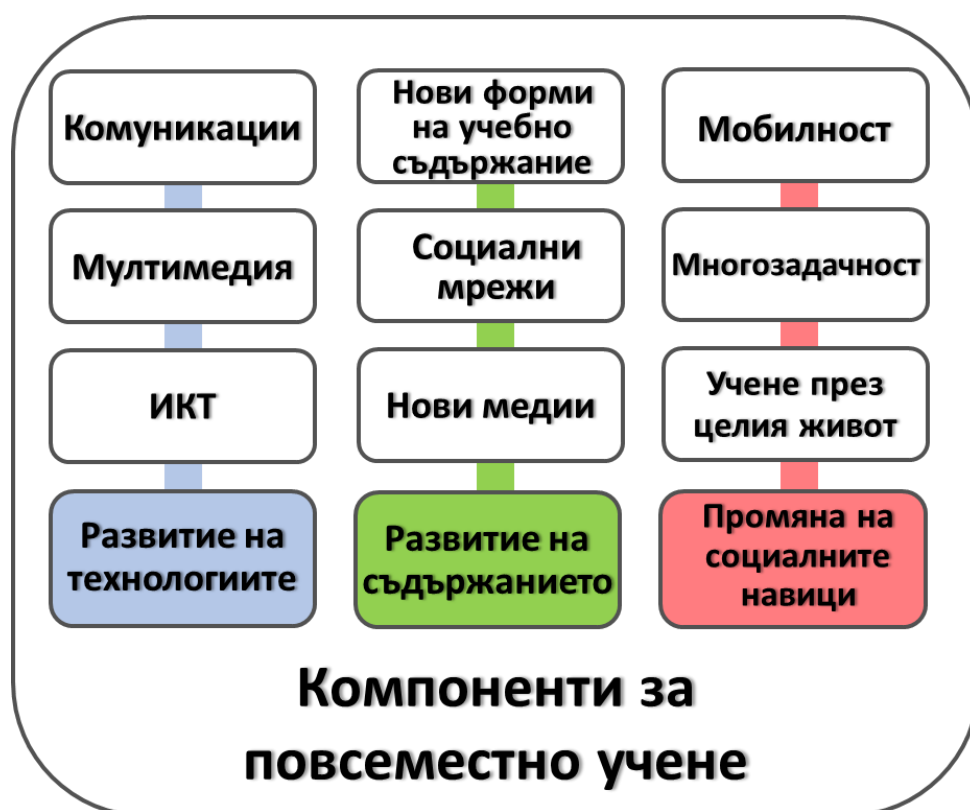 Комуникации
Мултимедия
ИКТ
Развитие на
технологиите
Нови форми
на учебно
съдържание
Социални
мрежи
Нови медии
Развитие на
съдържанието
Мобилност
Многозадачност
Учене през
целия живот
Промяна на
социалните
навици
Компоненти за
повсеместно учене